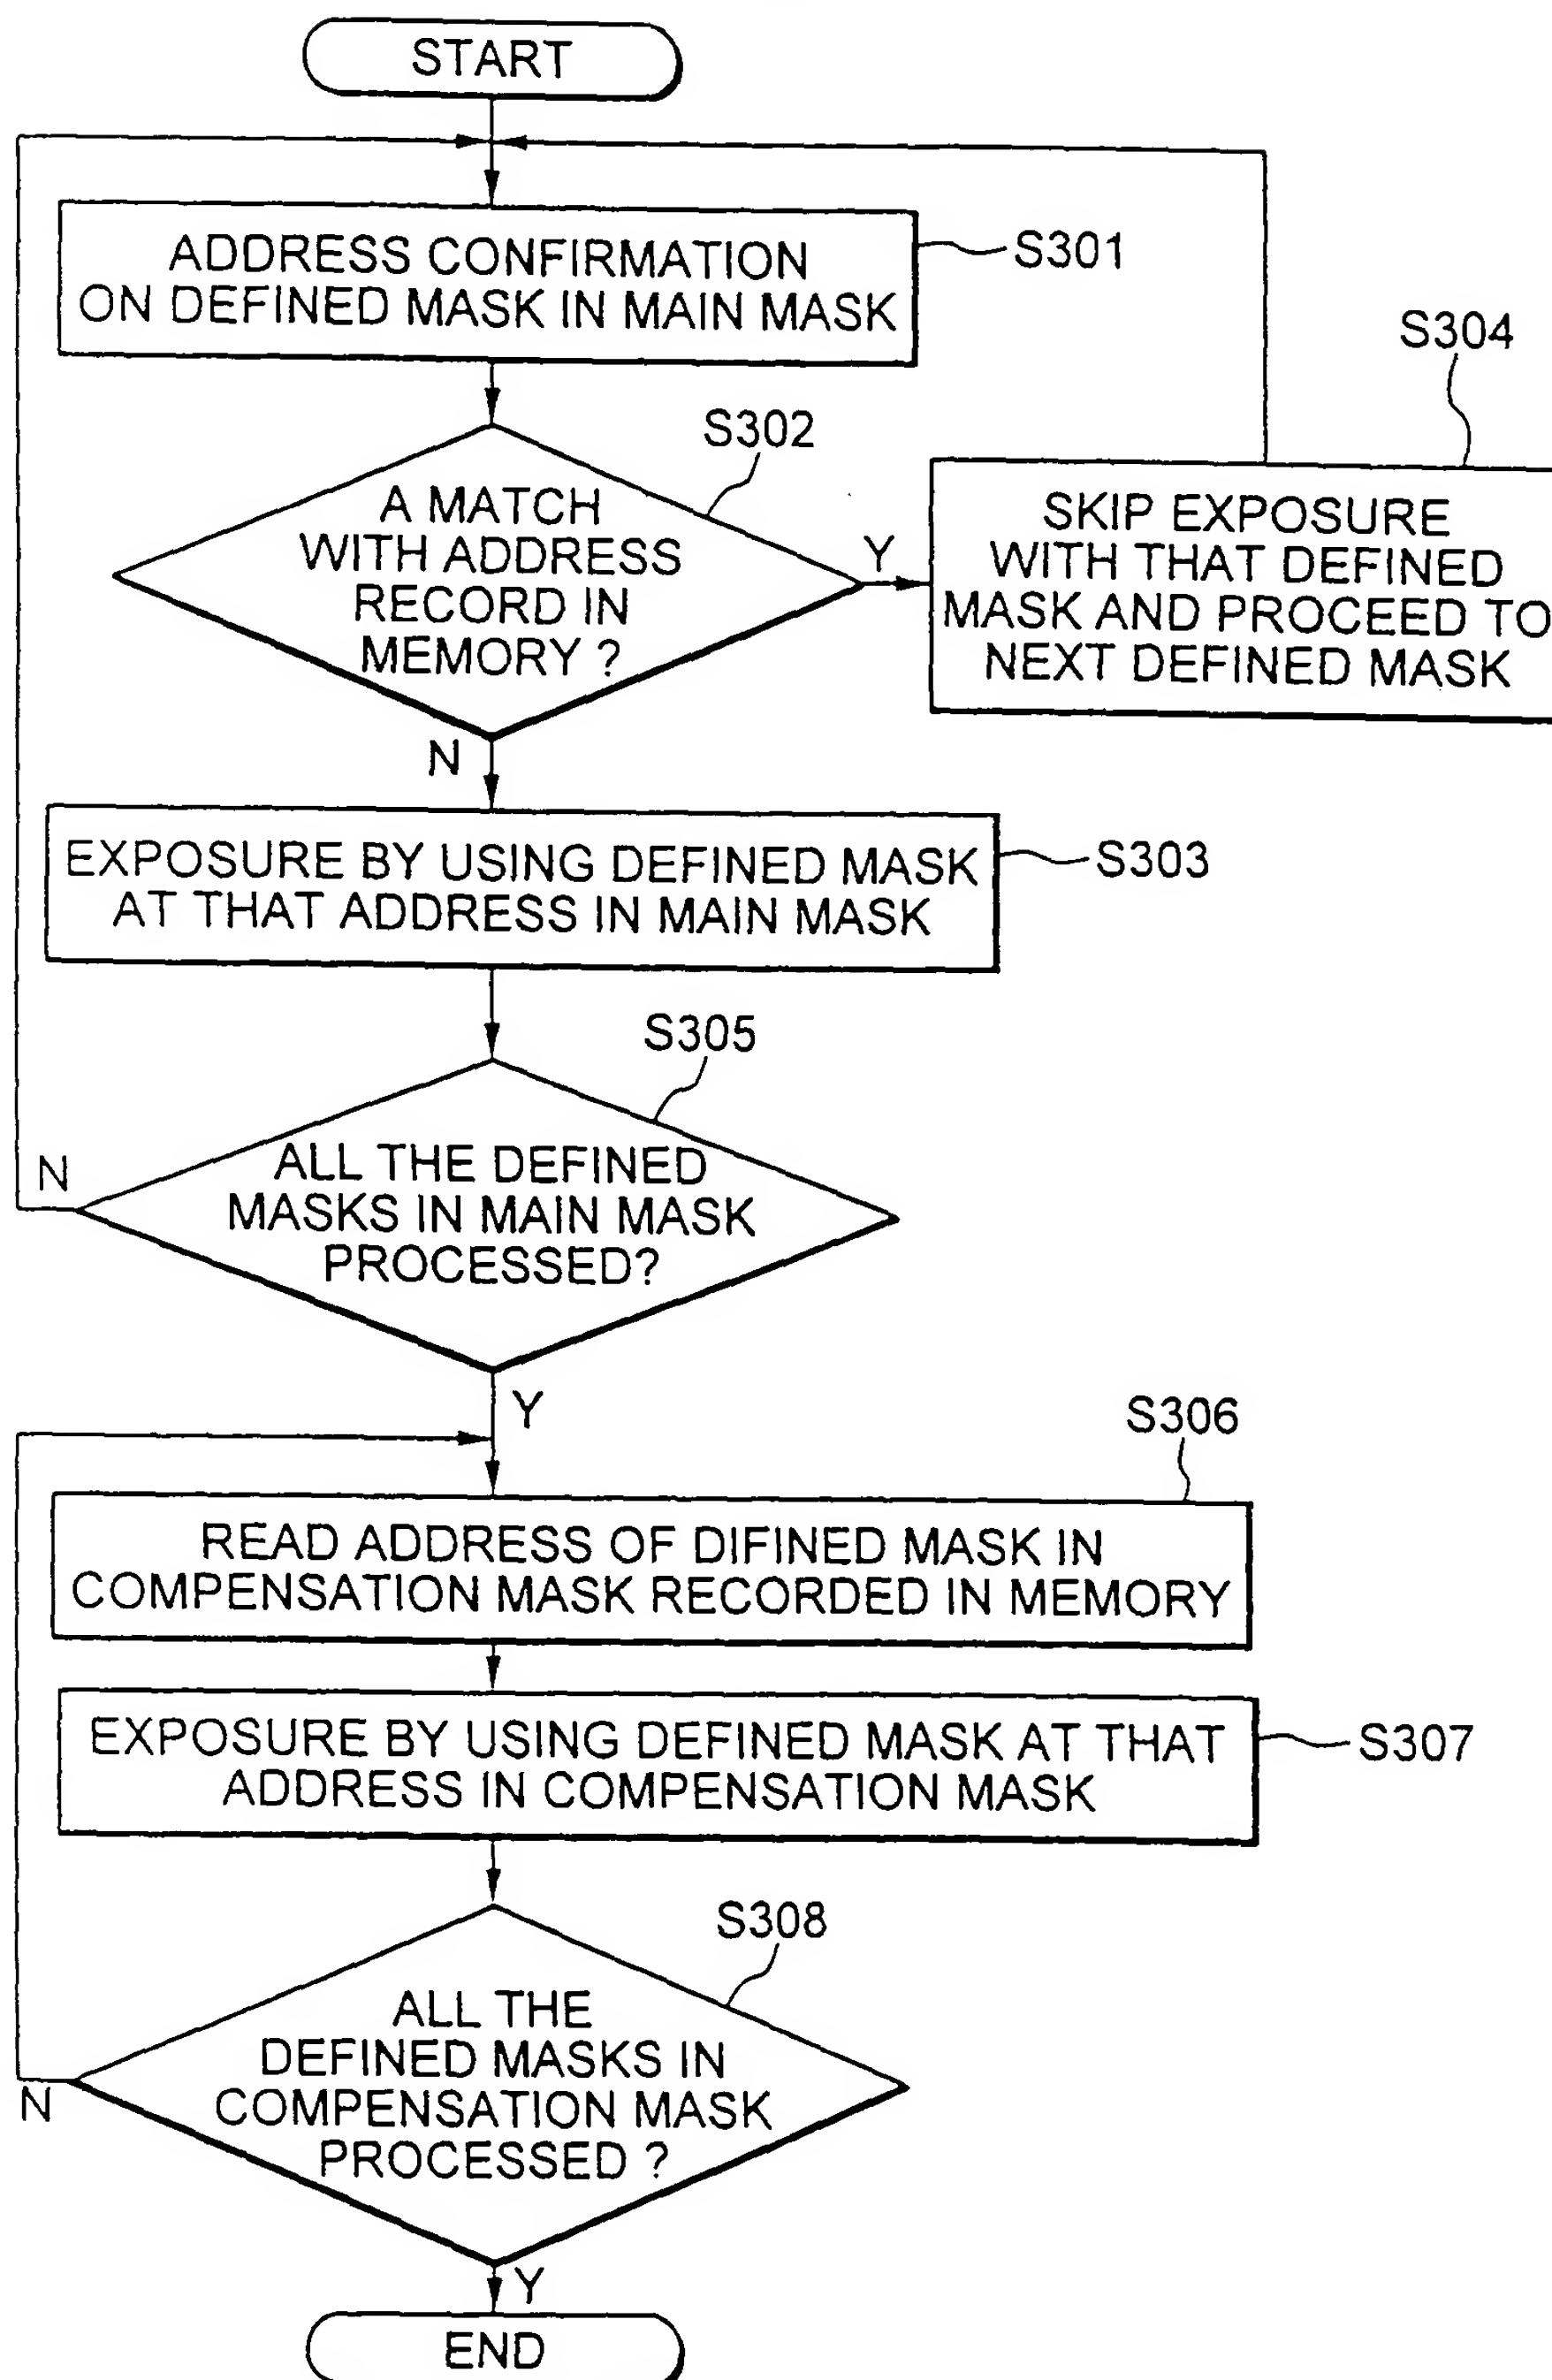 START
ADDRESS CONFIRMATION
ON DEFINED MASK IN MAIN MASK
S301
S304
S302
A MATCH
WITH ADDRESS
RECORD IN
MEMORY ?
Y
SKIP EXPOSURE
WITH THAT DEFINED
MASK AND PROCEED TO
NEXT DEFINED MASK
N
EXPOSURE BY USING DEFINED MASK
AT THAT ADDRESS IN MAIN MASK
S303
S305
N
ALL THE DEFINED
MASKS IN MAIN MASK
PROCESSED?
Y
S306
READ ADDRESS OF DIFINED MASK IN
COMPENSATION MASK RECORDED IN MEMORY
EXPOSURE BY USING DEFINED MASK AT THAT
ADDRESS IN COMPENSATION MASK
S307
S308
ALL THE
DEFINED MASKS IN
COMPENSATION MASK
PROCESSED ?
N
Y
END